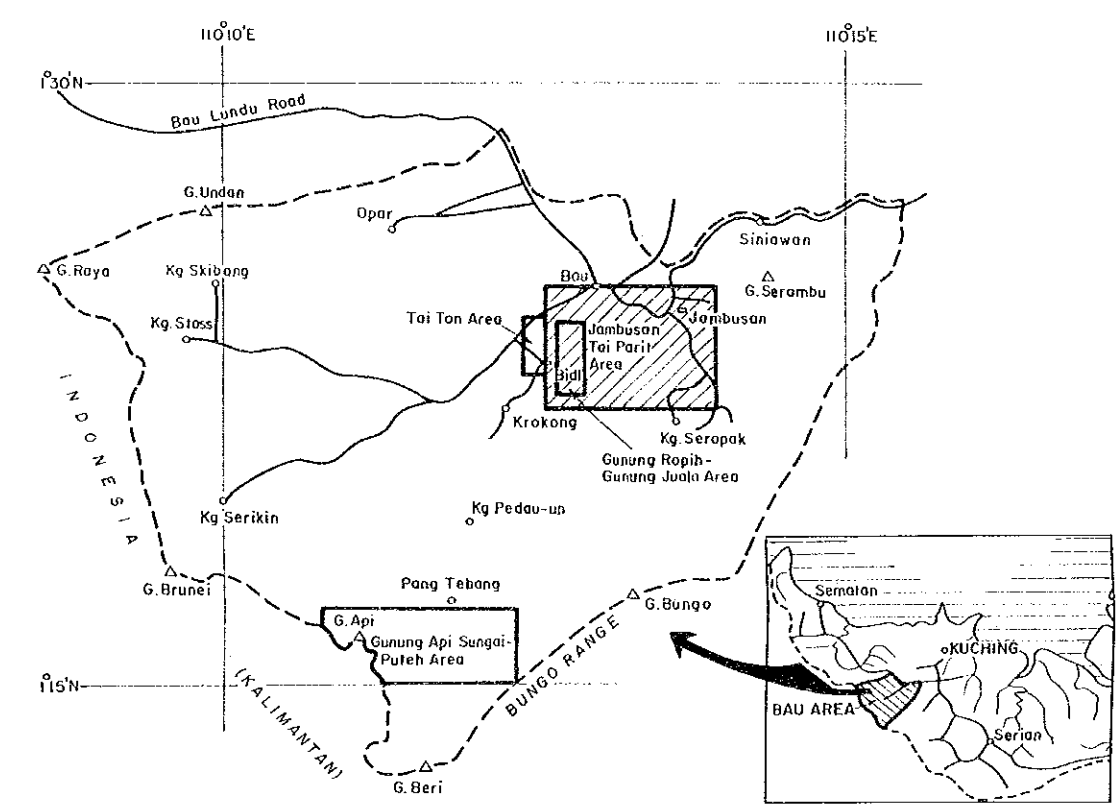 110°10'E
110°15'E
1°30'N
Bau Lundu Road
G. Undan
Opar
Siniawan
G. Raya
Kg Skibang
Bau
G. Serambu
Kg. Stass
Tai Ton Area
Jambusan
Jambusan
Tai Parit
Area
Bidi
Krokong
Kg. Seropak
Gunung Ropih-
Gunung Juala Area
INDONESIA
Kg Serikin
Kg Pedau-un
G. Brunei
Pang Tebang
G. Bungo
G. Api
Gunung Api Sungai-
Puteh Area
1°15'N
(KALIMANTAN)
BUNGO RANGE
G. Beri
Sematan
KUCHING
BAU AREA
Serian